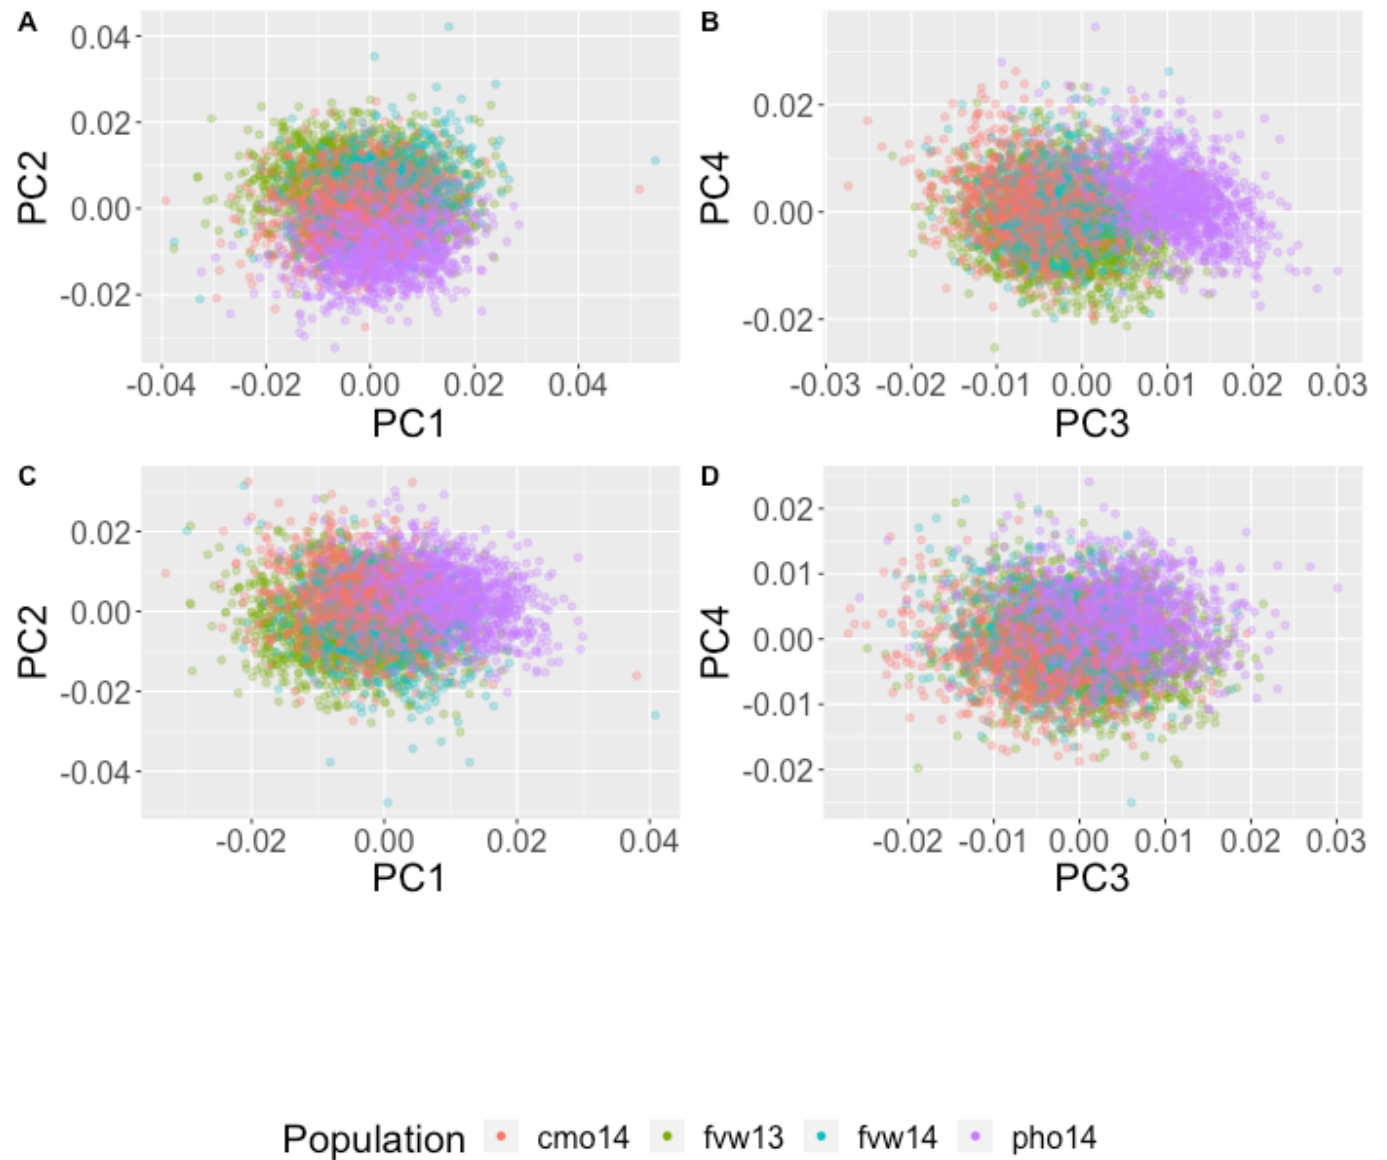 A
0.04
0.02
0.00
-0.02
PC2
-0.04 -0.02 0.00 0.02 0.04
PC1
B
0.02
0.00
-0.02
PC4
-0.03 -0.02 -0.01 0.00 0.01 0.02 0.03
PC3
C
0.02
0.00
-0.02
-0.04
PC2
-0.02 0.00 0.02 0.04
PC1
D
0.02
0.01
0.00
-0.01
-0.02
PC4
-0.02 -0.01 0.00 0.01 0.02 0.03
PC3
Population cmo14 fvw13 fvw14 pho14